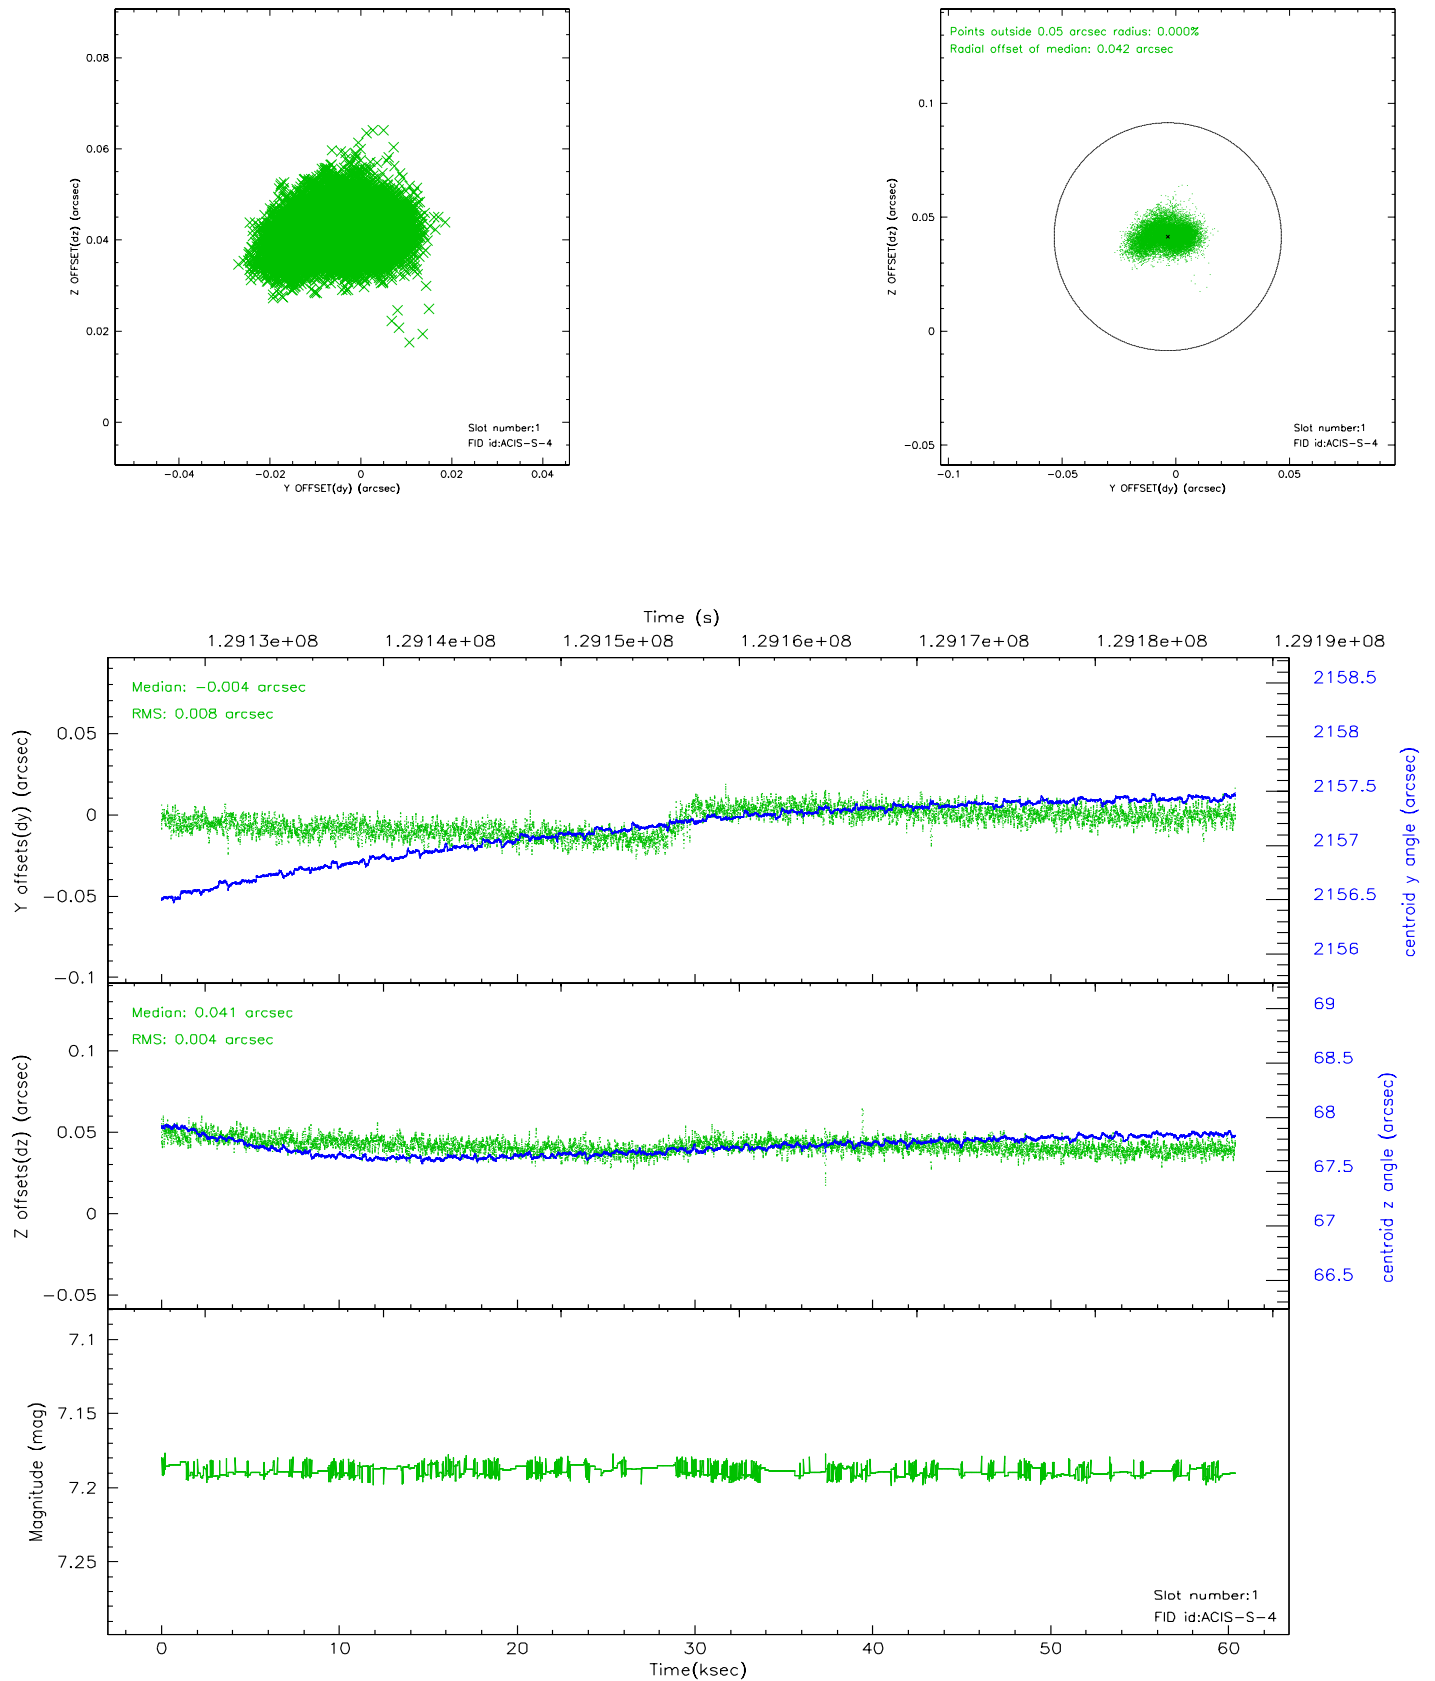 0.08
0.06
0.04
0.02
0
Z OFFSET(dz) (arcsec)
Slot number:1
FID id:ACIS-S-4
-0.04 -0.02 0 0.02 0.04
Y OFFSET(dy) (arcsec)
Points outside 0.05 arcsec radius: 0.000%
Radial offset of median: 0.042 arcsec
0.1
0.05
0
-0.05
Z OFFSET(dz) (arcsec)
Slot number:1
FID id:ACIS-S-4
-0.1 -0.05 0 0.05
Y OFFSET(dy) (arcsec)
Time (s)
1.2913e+08 1.2914e+08 1.2915e+08 1.2916e+08 1.2917e+08 1.2918e+08 1.2919e+08
Median: -0.004 arcsec
RMS: 0.008 arcsec
0.05
0
-0.05
-0.1
Y offsets(dy) (arcsec)
2158.5
2158
2157.5
2157
2156.5
2156
centroid y angle (arcsec)
Median: 0.041 arcsec
RMS: 0.004 arcsec
0.1
0.05
0
-0.05
Z offsets(dz) (arcsec)
69
68.5
68
67.5
67
66.5
centroid z angle (arcsec)
7.1
7.15
7.2
7.25
Magnitude (mag)
Slot number:1
FID id:ACIS-S-4
0 10 20 30 40 50 60
Time(ksec)